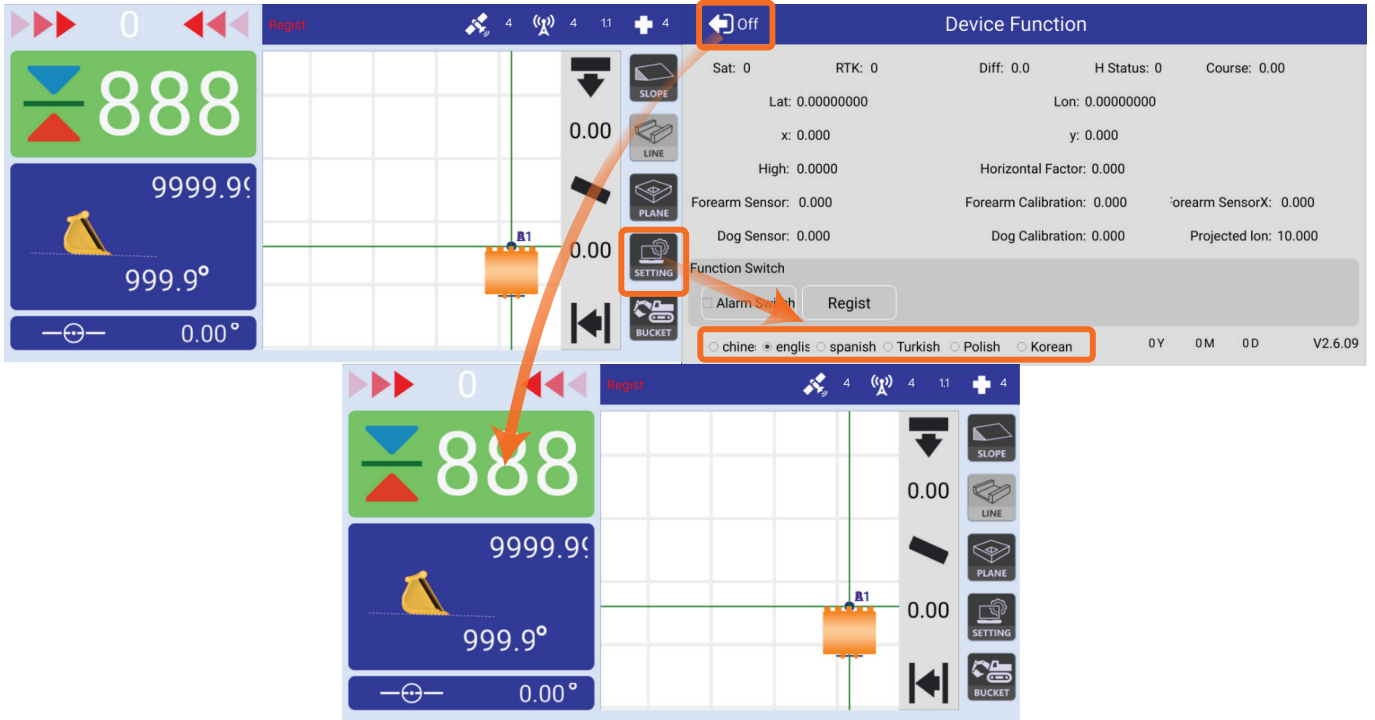 0
Regist
4
4
1.1
4
888
9999.9
999.9°
0.00°
A1
0.00
0.00
SLOPE
LINE
PLANE
SETTING
BUCKET
Off
Device Function
Sat: 0 RTK: 0 Diff: 0.0 H Status: 0 Course: 0.00
Lat: 0.00000000 Lon: 0.00000000
x: 0.000 y: 0.000
High: 0.0000 Horizontal Factor: 0.000
Forearm Sensor: 0.000 Forearm Calibration: 0.000 orearm SensorX: 0.000
Dog Sensor: 0.000 Dog Calibration: 0.000 Projected lon: 10.000
Function Switch
Alarm Switch Regist
chine englis spanish Turkish Polish Korean 0Y 0M 0D V2.6.09
0
Regist
4
4
1.1
4
888
9999.9
999.9°
0.00°
A1
0.00
0.00
SLOPE
LINE
PLANE
SETTING
BUCKET